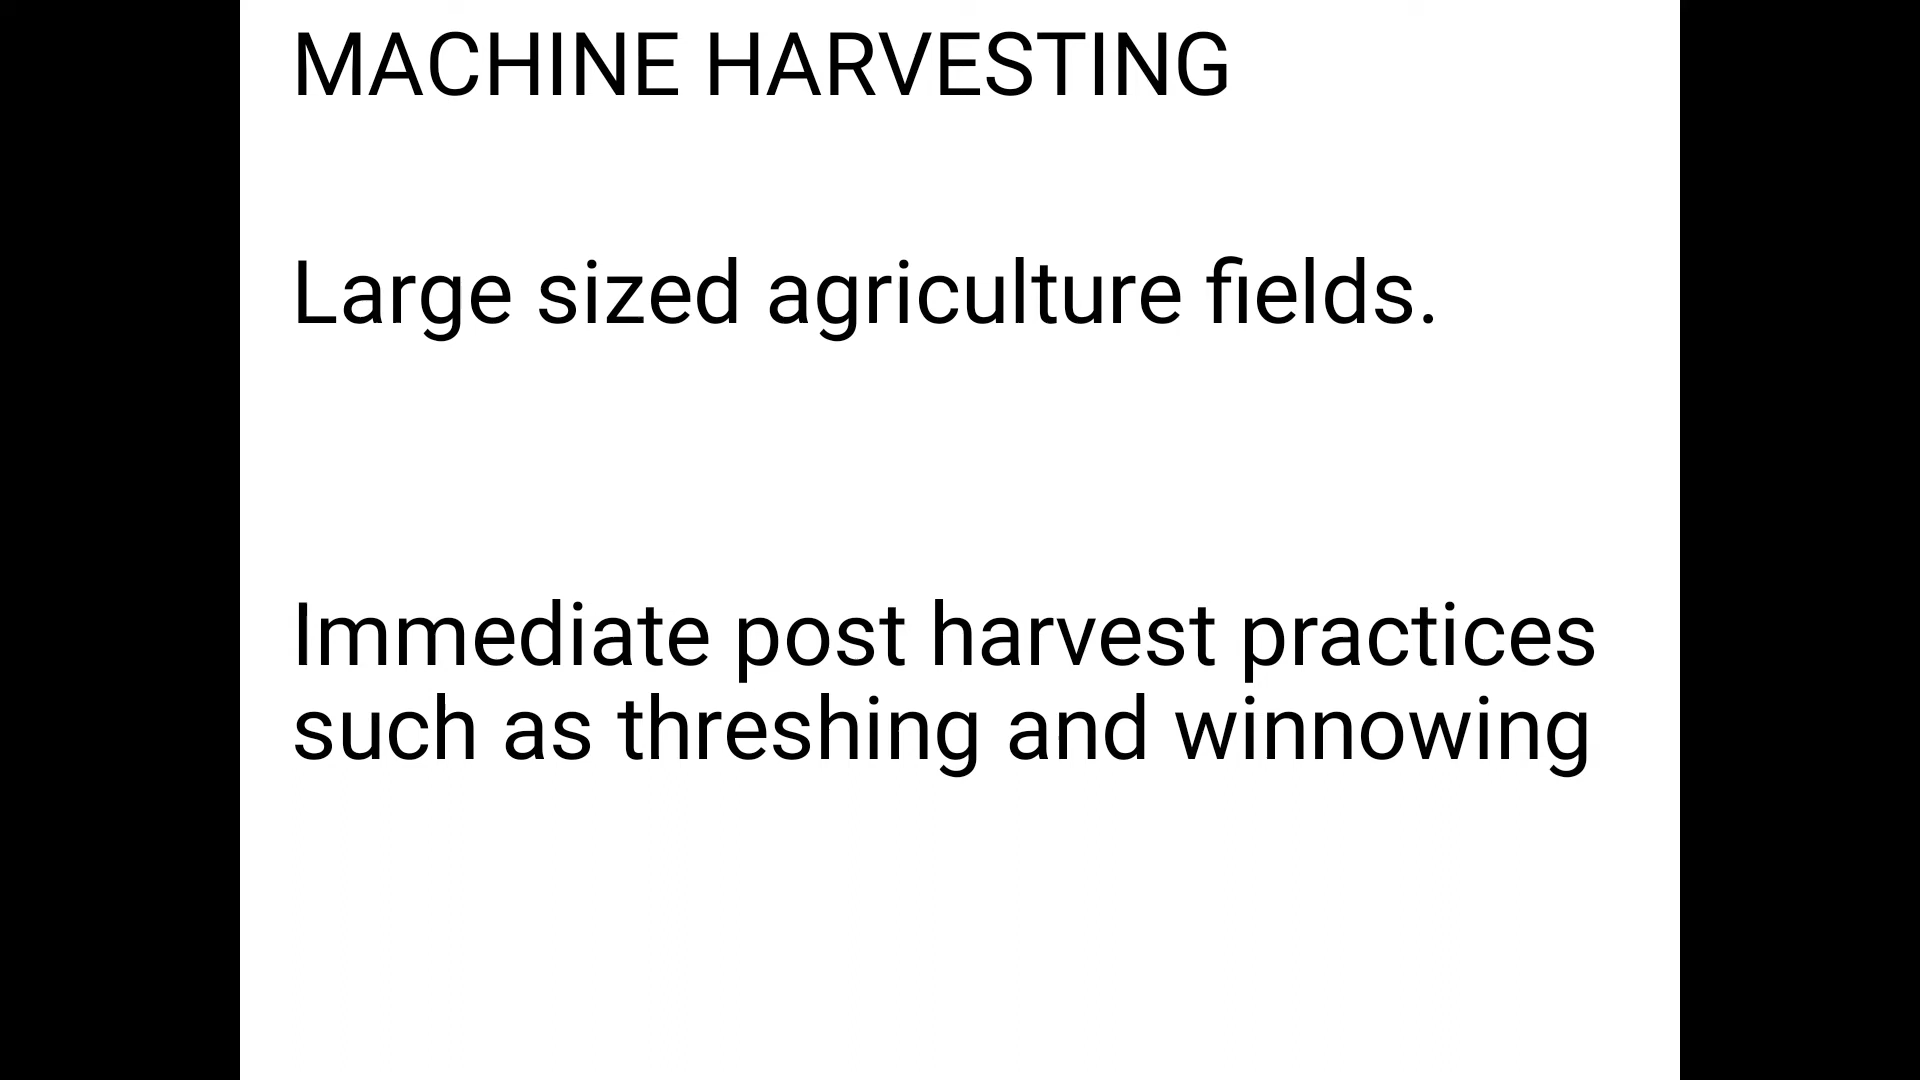 MACHINE HARVESTING
Large sized agriculture fields.
Immediate post harvest practices
such as threshing and winnowing